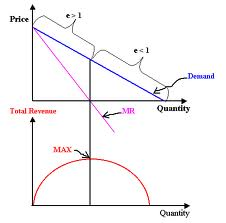 e > 1
Price
e < 1
Demand
Quantity
MR
Total Revenue
MAX
Quantity